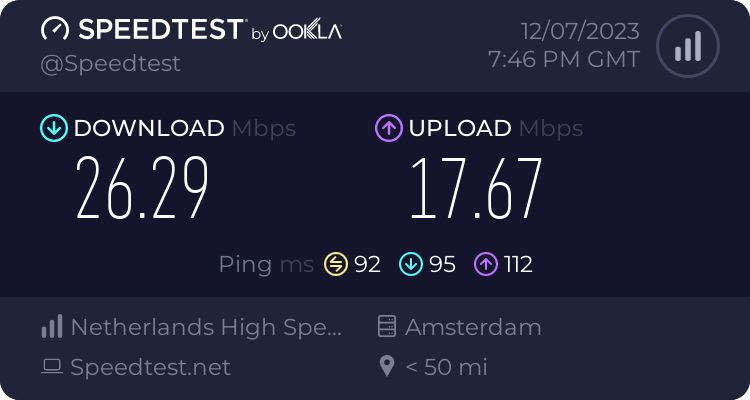 SPEEDTEST by OOKLA
12/07/2023
@Speedtest
7:46 PM GMT
DOWNLOAD Mbps
UPLOAD Mbps
26.29
17.67
Ping ms 92 95 112
Netherlands High Spe...
Amsterdam
Speedtest.net
< 50 mi